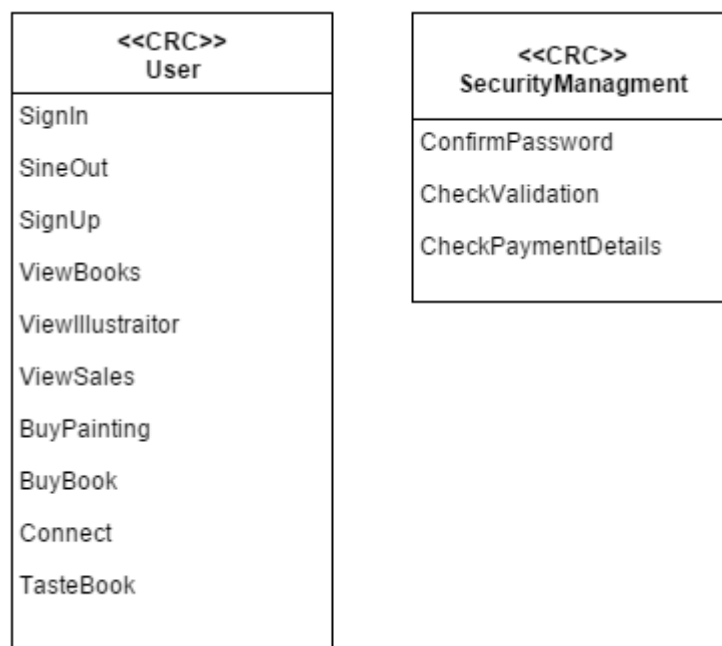 <<CRC>>
User
SignIn
SineOut
SignUp
ViewBooks
ViewIllustraitor
ViewSales
BuyPainting
BuyBook
Connect
TasteBook
<<CRC>>
SecurityManagment
ConfirmPassword
CheckValidation
CheckPaymentDetails